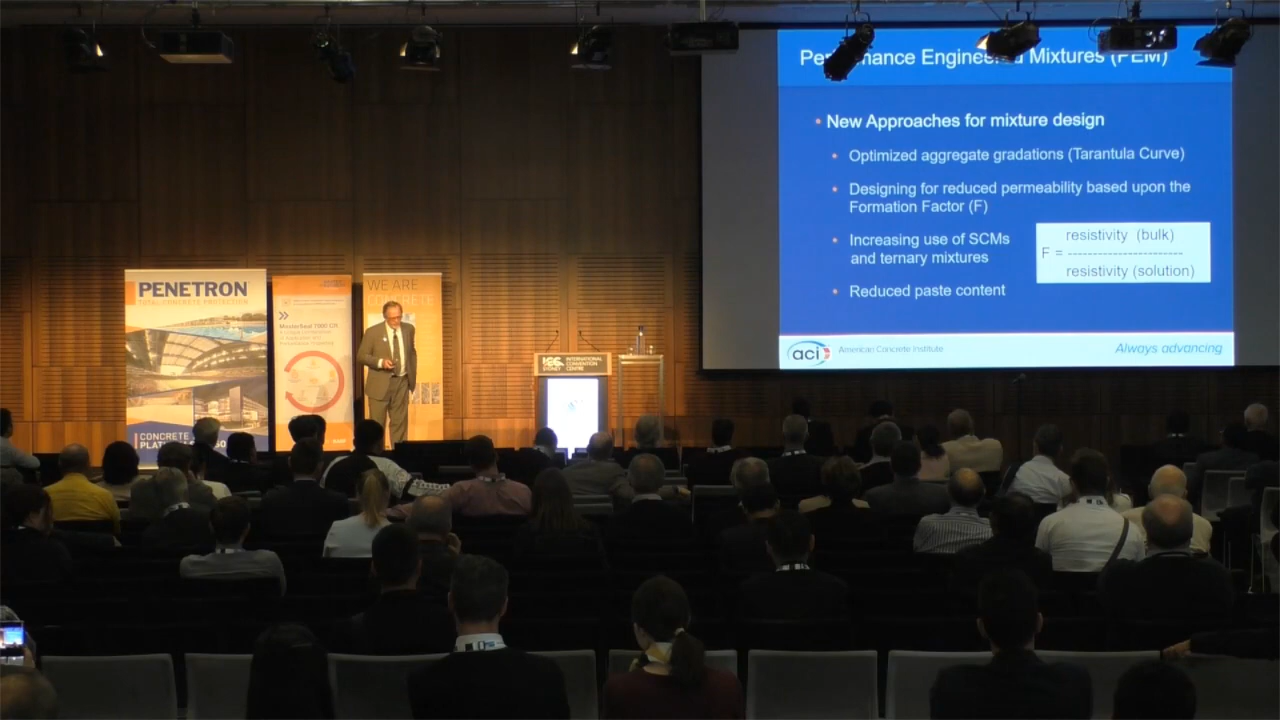 Performance Engineered Mixtures (PEM)
• New Approaches for mixture design
• Optimized aggregate gradations (Tarantula Curve)
• Designing for reduced permeability based upon the
Formation Factor (F)
• Increasing use of SCMs
and ternary mixtures
• Reduced paste content
resistivity (bulk)
F = -----------------------
resistivity (solution)
aci American Concrete Institute
Always advancing
PENETRON
TOTAL CONCRETE PROTECTION
CONCRETE
MasterSeal 7000 CR
WE ARE
CONCRETE
ICC
SYDNEY
INTERNATIONAL
CONVENTION
CENTRE